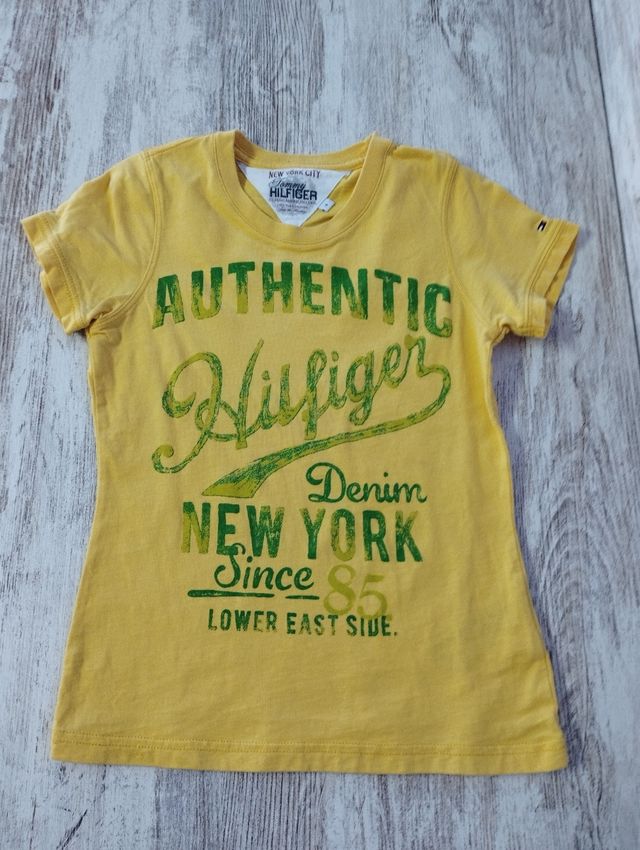 NEW YORK CITY
Tommy
HILFIGER
AUTHENTIC
Hilfiger
Denim
NEW YORK
Since 85
LOWER EAST SIDE.